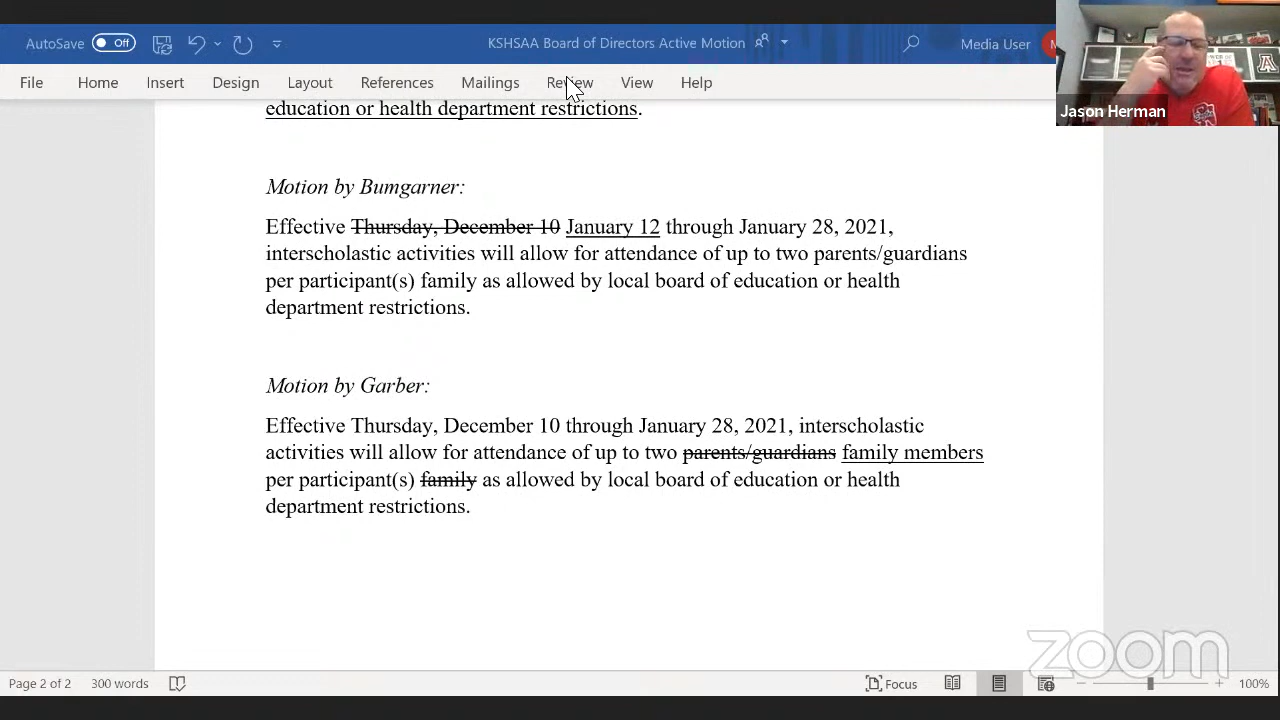 AutoSave Off KSHSAA Board of Directors Active Motion Media User
File Home Insert Design Layout References Mailings Review View Help
Jason Herman
education or health department restrictions.
Motion by Bumgarner:
Effective Thursday, December 10 January 12 through January 28, 2021,
interscholastic activities will allow for attendance of up to two parents/guardians
per participant(s) family as allowed by local board of education or health
department restrictions.
Motion by Garber:
Effective Thursday, December 10 through January 28, 2021, interscholastic
activities will allow for attendance of up to two parents/guardians family members
per participant(s) family as allowed by local board of education or health
department restrictions.
zoom
Page 2 of 2 300 words Focus 100%